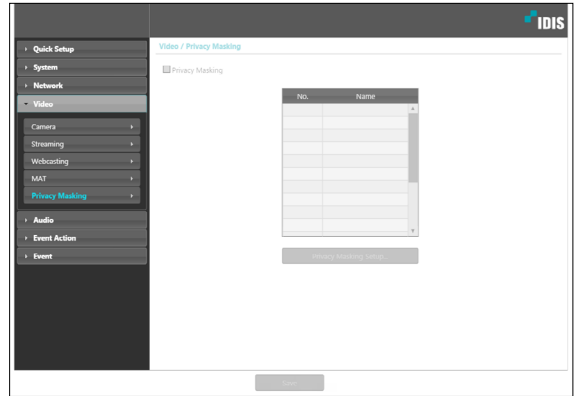 IDIS
Quick Setup
System
Network
Video
Camera
Streaming
Webcasting
MAT
Privacy Masking
Audio
Event Action
Event
Video / Privacy Masking
Privacy Masking
No. Name
Privacy Masking Setup...
Save